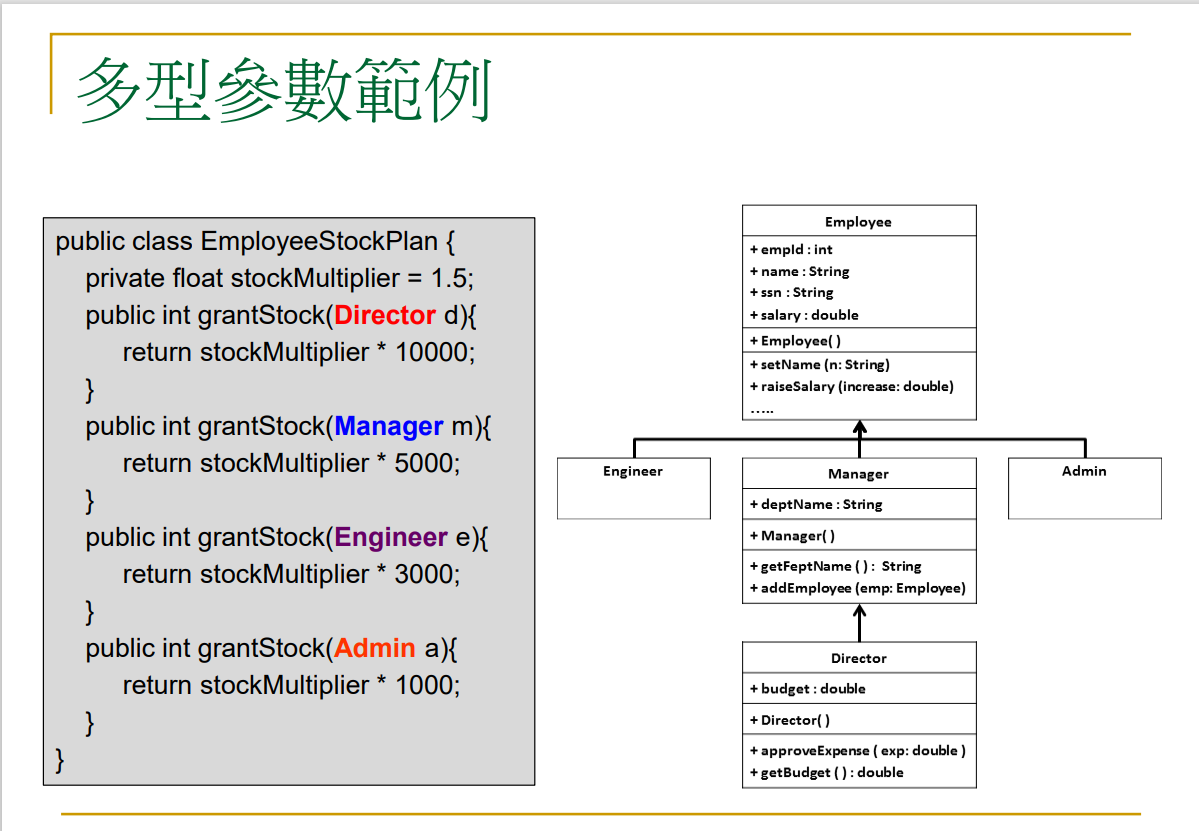 多型參數範例
public class EmployeeStockPlan {
private float stockMultiplier = 1.5;
public int grantStock(Director d){
return stockMultiplier * 10000;
}
public int grantStock(Manager m){
return stockMultiplier * 5000;
}
public int grantStock(Engineer e){
return stockMultiplier * 3000;
}
public int grantStock(Admin a){
return stockMultiplier * 1000;
}
}
Employee
+ empId : int
+ name : String
+ ssn : String
+ salary : double
+ Employee( )
+ setName (n: String)
+ raiseSalary (increase: double)
…..
Engineer
Manager
+ deptName : String
+ Manager( )
+ getFeptName ( ) : String
+ addEmployee (emp: Employee)
Admin
Director
+ budget : double
+ Director( )
+ approveExpense ( exp: double )
+ getBudget ( ) : double